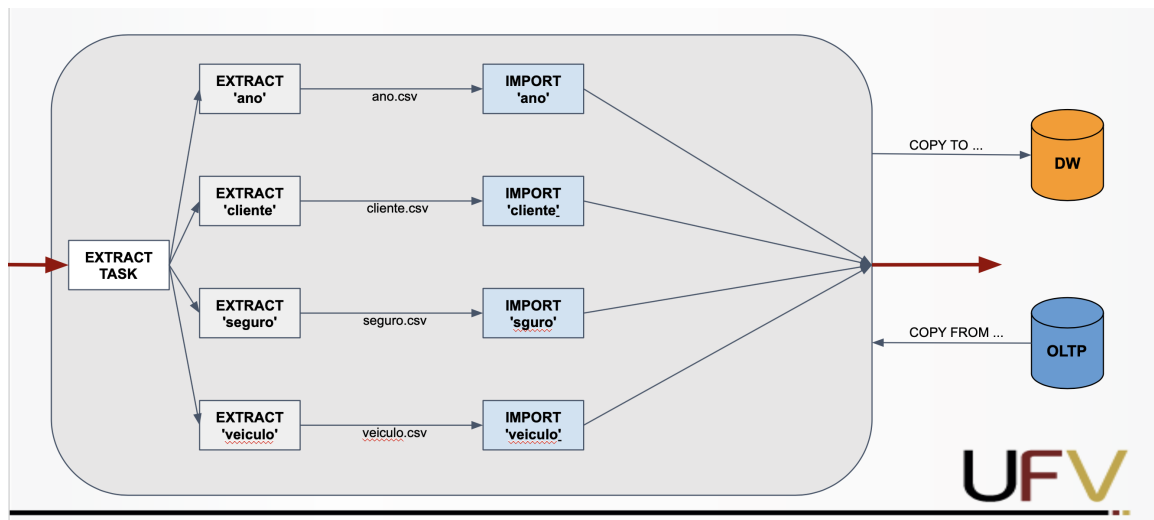 EXTRACT
'ano'
ano.csv
IMPORT
'ano'
COPY TO ...
DW
EXTRACT
'cliente'
cliente.csv
IMPORT
'cliente'
EXTRACT
TASK
EXTRACT
'seguro'
seguro.csv
IMPORT
'sguro'
COPY FROM ...
OLTP
EXTRACT
'veiculo'
veiculo.csv
IMPORT
'veiculo'
UFV